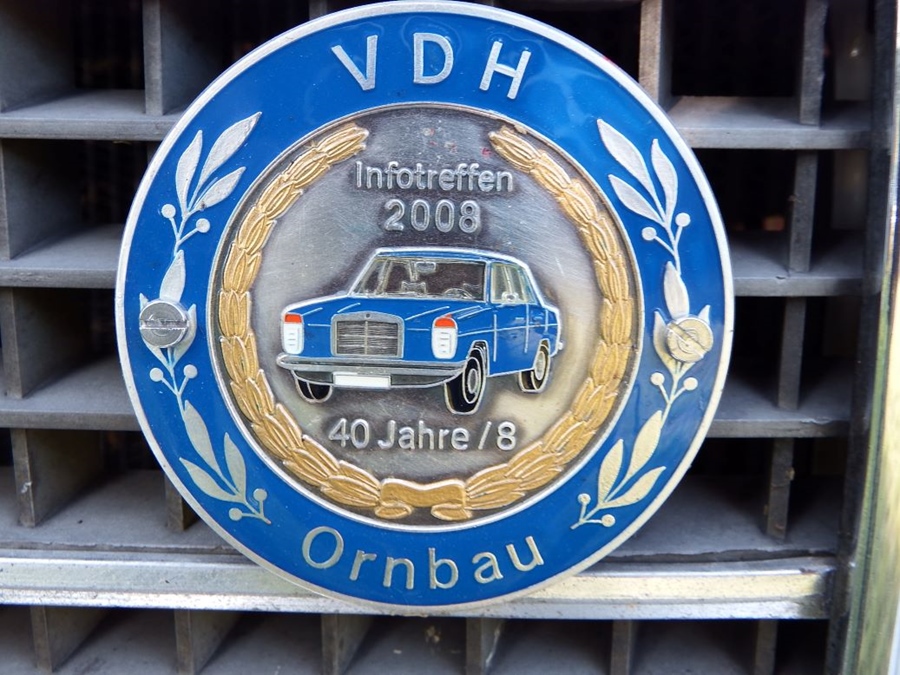 VDH
Infotreffen
2008
40 Jahre /8
Ornbau